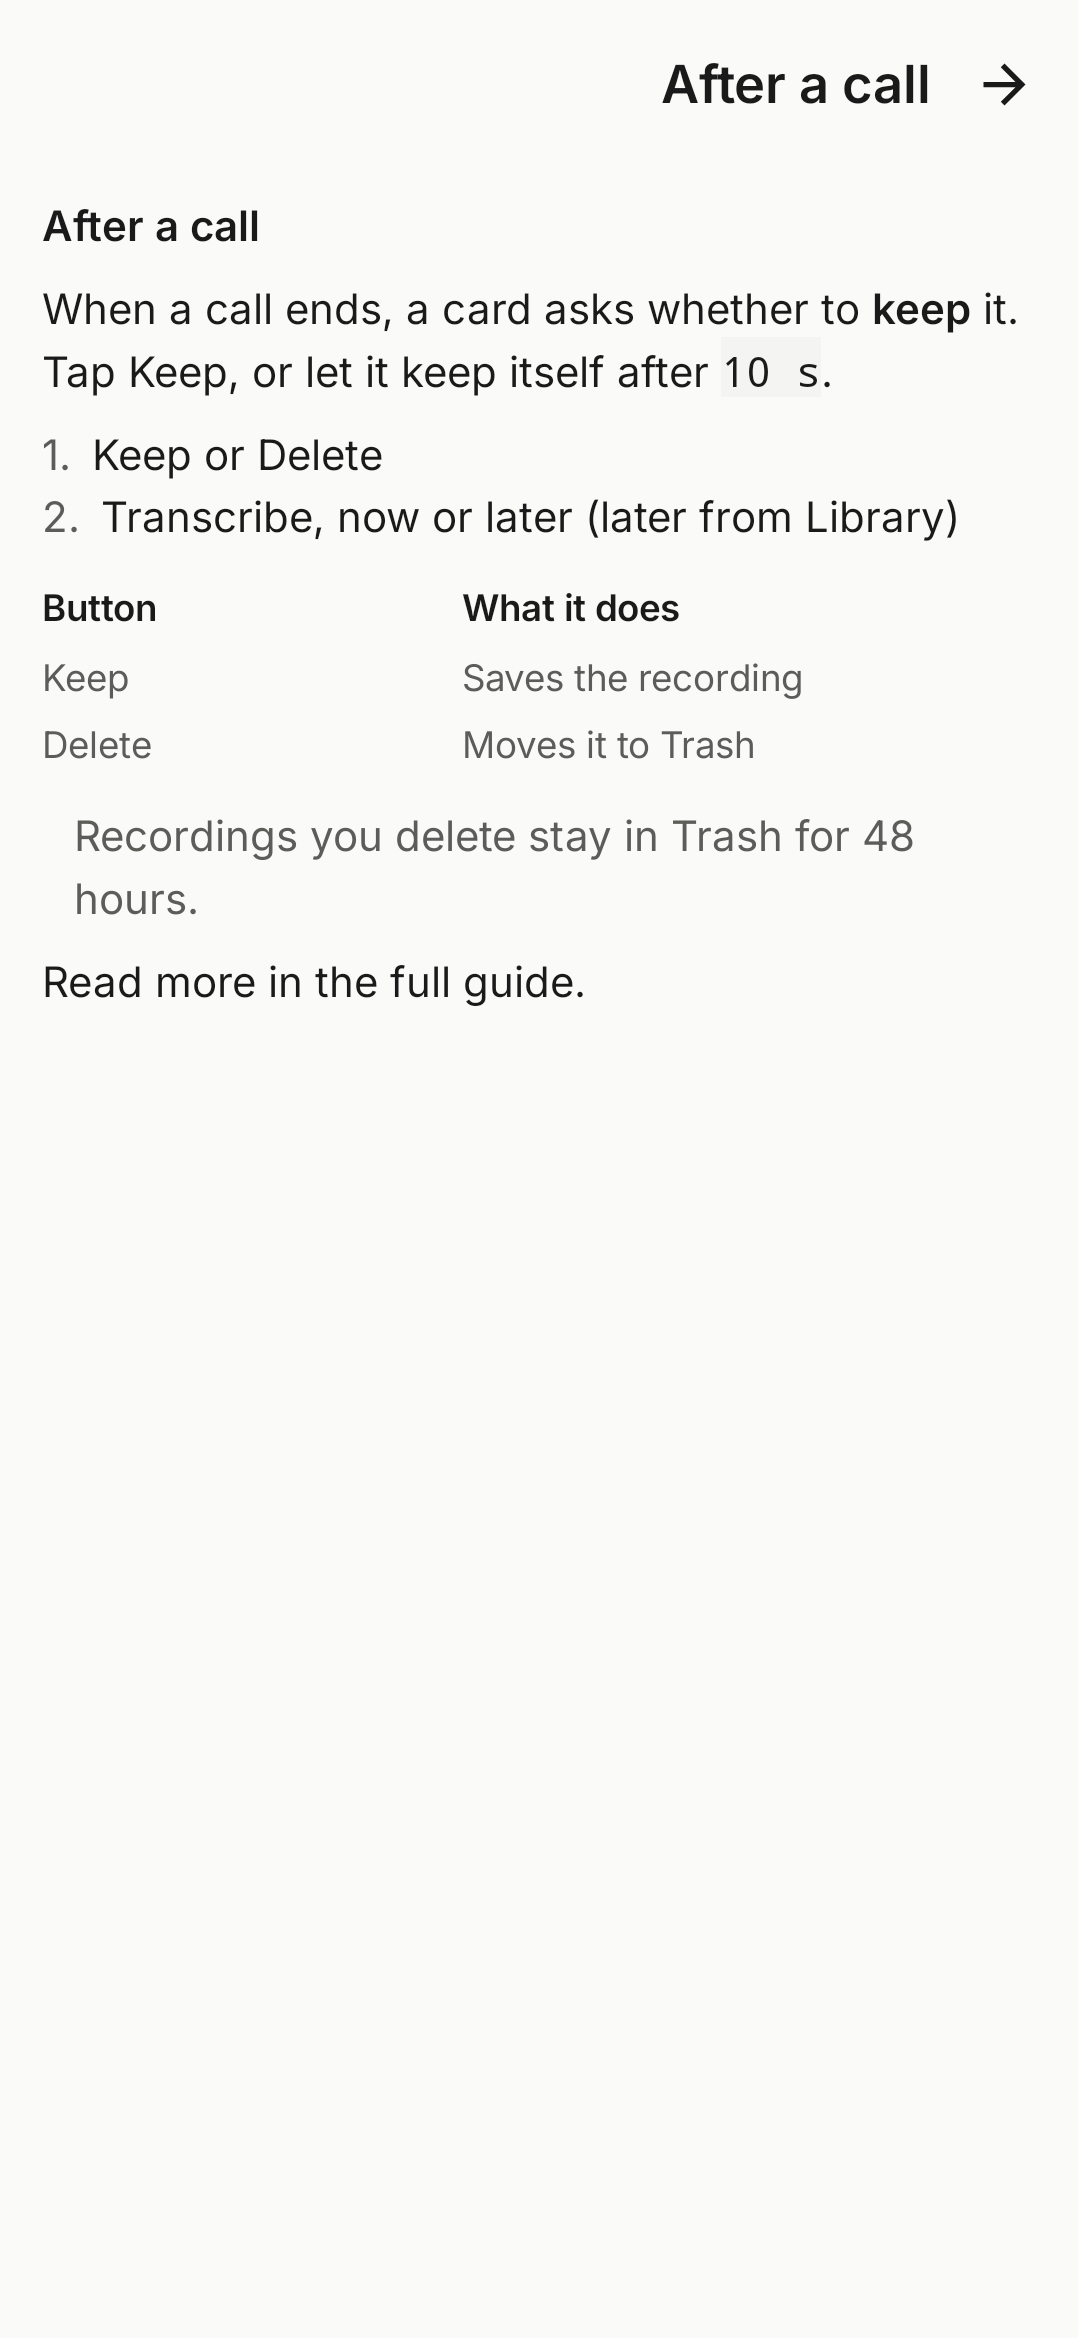 After a call
After a call
When a call ends, a card asks whether to keep it.
Tap Keep, or let it keep itself after 10 s.
1. Keep or Delete
2. Transcribe, now or later (later from Library)
Button What it does
Keep Saves the recording
Delete Moves it to Trash
Recordings you delete stay in Trash for 48
hours.
Read more in the full guide.